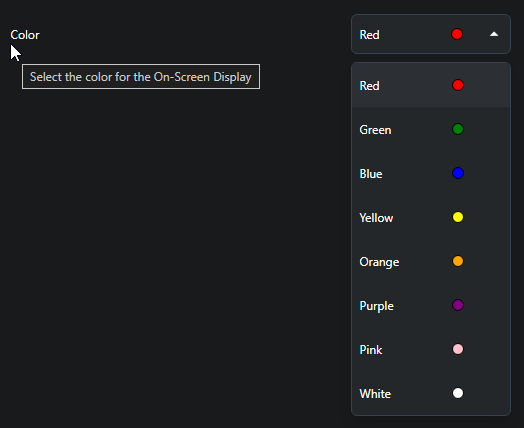 Color
Red
Select the color for the On-Screen Display
Red
Green
Blue
Yellow
Orange
Purple
Pink
White